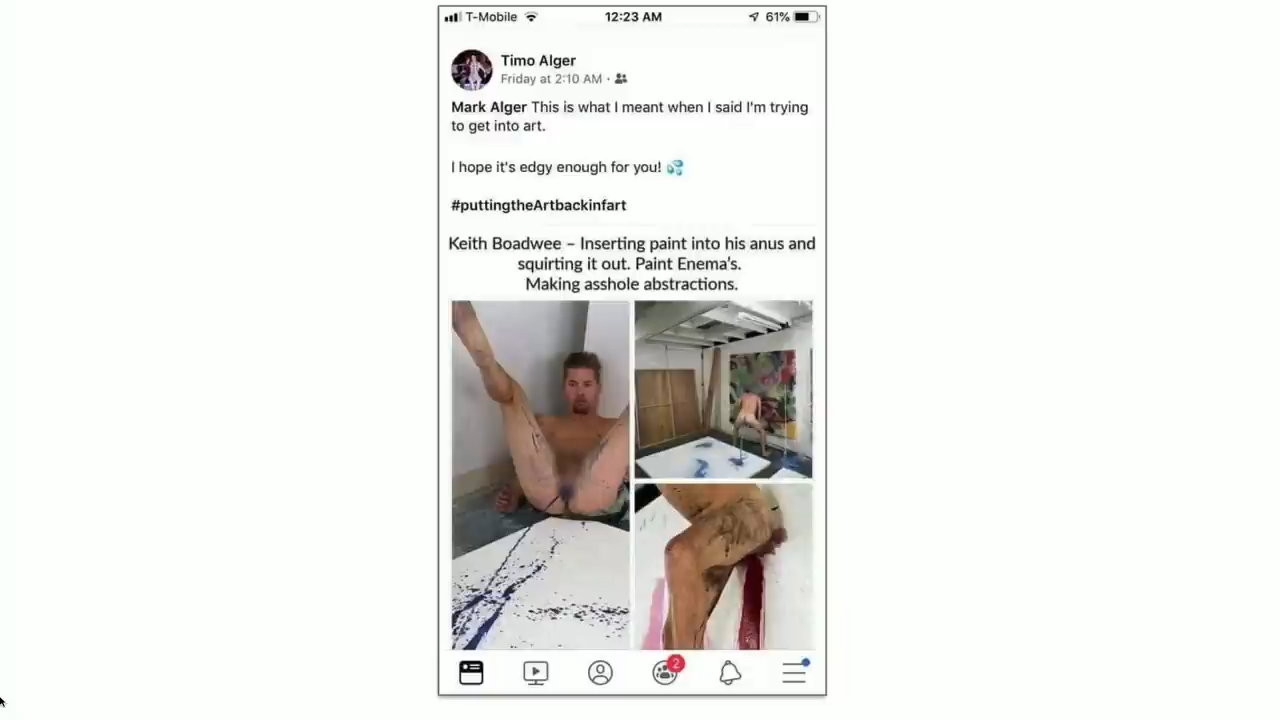 T-Mobile 12:23 AM 61%
Timo Alger
Friday at 2:10 AM ·
Mark Alger This is what I meant when I said I'm trying
to get into art.
I hope it's edgy enough for you! 💦
#puttingtheArtbackinfart
Keith Boadwee – Inserting paint into his anus and
squirting it out. Paint Enema's.
Making asshole abstractions.
2